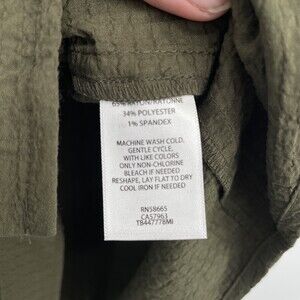 65% RAYON/RAYONNE
34% POLYESTER
1% SPANDEX
MACHINE WASH COLD,
GENTLE CYCLE,
WITH LIKE COLORS
ONLY NON-CHLORINE
BLEACH IF NEEDED
RESHAPE, LAY FLAT TO DRY
COOL IRON IF NEEDED
RN58665
CA57963
TB447778MI